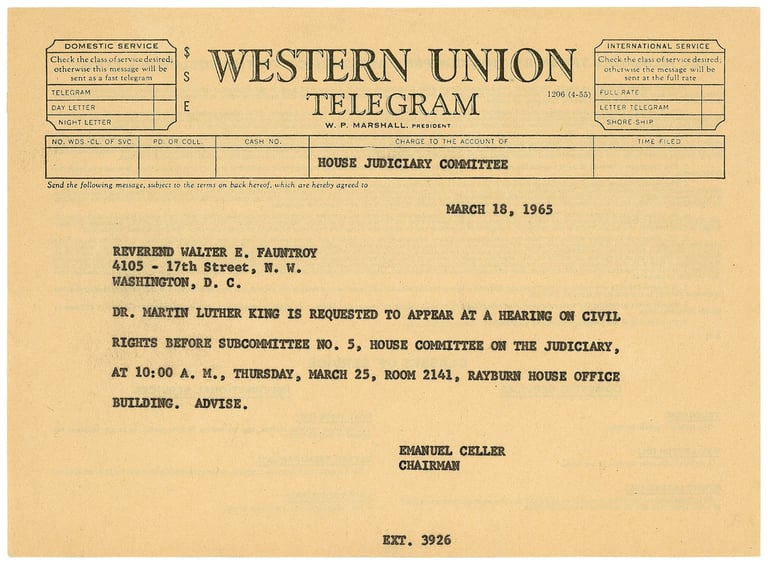 DOMESTIC SERVICE
Check the class of service desired;
otherwise this message will be
sent as a fast telegram
TELEGRAM
DAY LETTER
NIGHT LETTER
$
S
E
WESTERN UNION
TELEGRAM
1206 (4-55)
W. P. MARSHALL, PRESIDENT
INTERNATIONAL SERVICE
Check the class of service desired;
otherwise the message will be
sent at the full rate
FULL RATE
LETTER TELEGRAM
SHORE-SHIP
NO. WDS.-CL. OF SVC. PD. OR COLL. CASH NO. CHARGE TO THE ACCOUNT OF TIME FILED
HOUSE JUDICIARY COMMITTEE
Send the following message, subject to the terms on back hereof, which are hereby agreed to
MARCH 18, 1965
REVEREND WALTER E. FAUNTROY
4105 - 17th Street, N. W.
WASHINGTON, D. C.
DR. MARTIN LUTHER KING IS REQUESTED TO APPEAR AT A HEARING ON CIVIL
RIGHTS BEFORE SUBCOMMITTEE NO. 5, HOUSE COMMITTEE ON THE JUDICIARY,
AT 10:00 A. M., THURSDAY, MARCH 25, ROOM 2141, RAYBURN HOUSE OFFICE
BUILDING. ADVISE.
EMANUEL CELLER
CHAIRMAN
EXT. 3926